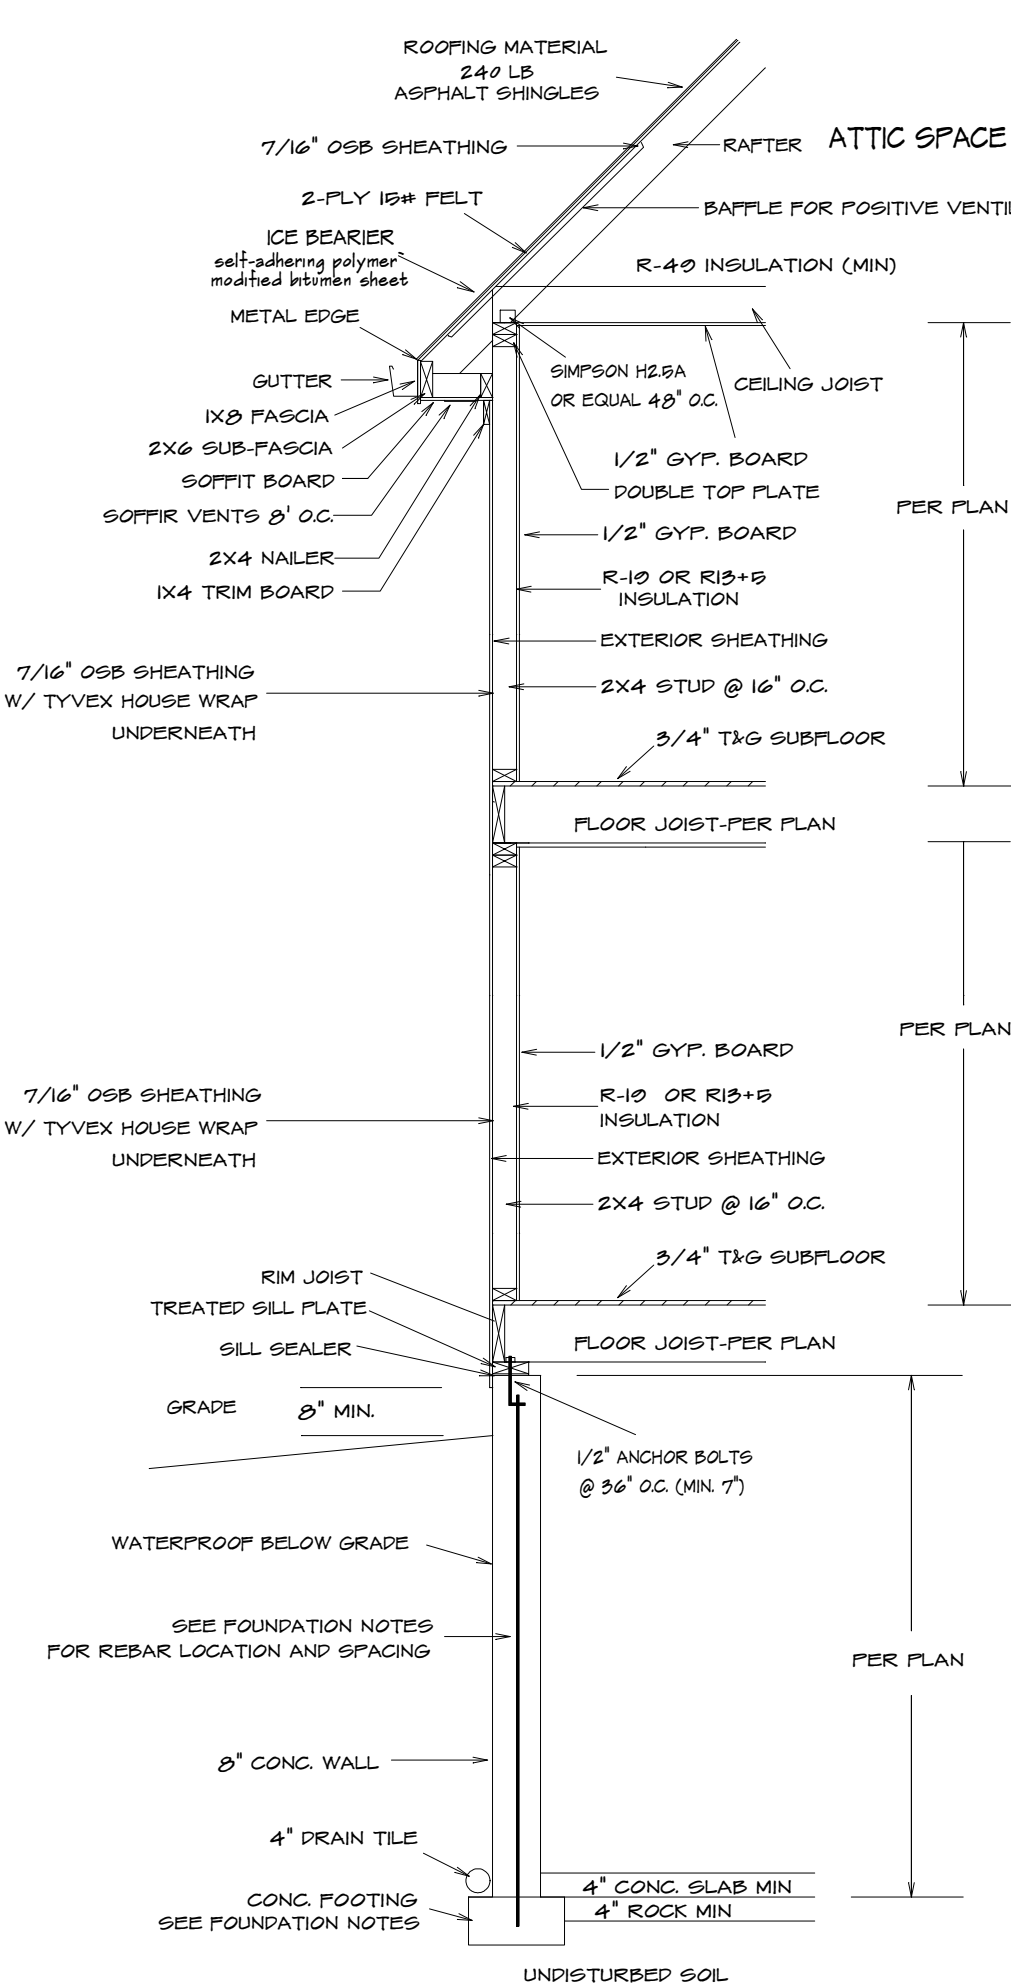 ROOFING MATERIAL
240 LB
ASPHALT SHINGLES
ATTIC SPACE
7/16" OSB SHEATHING
RAFTER
2-PLY 15# FELT
BAFFLE FOR POSITIVE VENTIL
ICE BEARIER
self-adhering polymer
modified bitumen sheet
R-49 INSULATION (MIN)
METAL EDGE
GUTTER
SIMPSON H2.5A
OR EQUAL 48" O.C.
CEILING JOIST
1X8 FASCIA
2X6 SUB-FASCIA
1/2" GYP. BOARD
SOFFIT BOARD
DOUBLE TOP PLATE
PER PLAN
SOFFIR VENTS 8' O.C.
1/2" GYP. BOARD
2X4 NAILER
R-19 OR R13+5
INSULATION
1X4 TRIM BOARD
EXTERIOR SHEATHING
7/16" OSB SHEATHING
W/ TYVEX HOUSE WRAP
UNDERNEATH
2X4 STUD @ 16" O.C.
3/4" T&G SUBFLOOR
FLOOR JOIST-PER PLAN
PER PLAN
1/2" GYP. BOARD
7/16" OSB SHEATHING
W/ TYVEX HOUSE WRAP
UNDERNEATH
R-19 OR R13+5
INSULATION
EXTERIOR SHEATHING
2X4 STUD @ 16" O.C.
3/4" T&G SUBFLOOR
RIM JOIST
TREATED SILL PLATE
SILL SEALER
FLOOR JOIST-PER PLAN
GRADE
8" MIN.
1/2" ANCHOR BOLTS
@ 36" O.C. (MIN. 7")
WATERPROOF BELOW GRADE
SEE FOUNDATION NOTES
FOR REBAR LOCATION AND SPACING
PER PLAN
8" CONC. WALL
4" DRAIN TILE
4" CONC. SLAB MIN
CONC. FOOTING
SEE FOUNDATION NOTES
4" ROCK MIN
UNDISTURBED SOIL